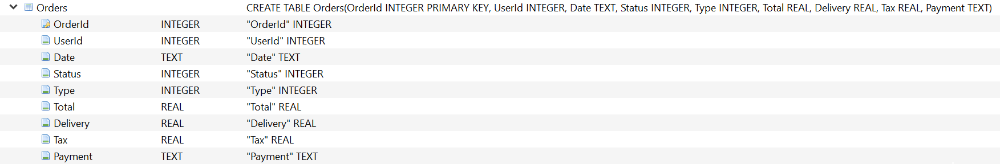 Orders CREATE TABLE Orders(OrderId INTEGER PRIMARY KEY, UserId INTEGER, Date TEXT, Status INTEGER, Type INTEGER, Total REAL, Delivery REAL, Tax REAL, Payment TEXT)
OrderId INTEGER "OrderId" INTEGER
UserId INTEGER "UserId" INTEGER
Date TEXT "Date" TEXT
Status INTEGER "Status" INTEGER
Type INTEGER "Type" INTEGER
Total REAL "Total" REAL
Delivery REAL "Delivery" REAL
Tax REAL "Tax" REAL
Payment TEXT "Payment" TEXT